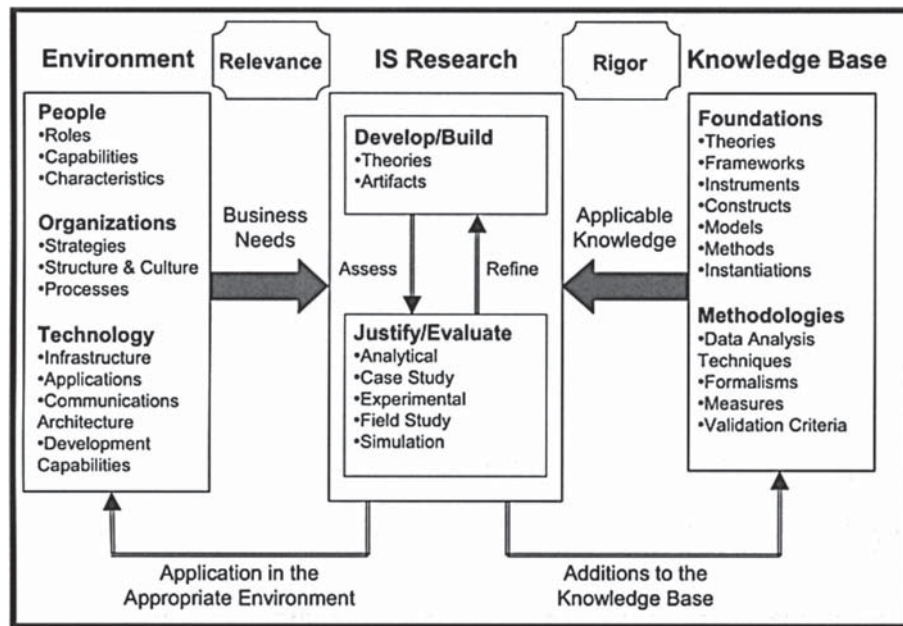 Environment
Relevance
IS Research
Rigor
Knowledge Base
People
•Roles
•Capabilities
•Characteristics
Organizations
•Strategies
•Structure & Culture
•Processes
Technology
•Infrastructure
•Applications
•Communications
Architecture
•Development
Capabilities
Business
Needs
Develop/Build
•Theories
•Artifacts
Assess
Refine
Justify/Evaluate
•Analytical
•Case Study
•Experimental
•Field Study
•Simulation
Applicable
Knowledge
Foundations
•Theories
•Frameworks
•Instruments
•Constructs
•Models
•Methods
•Instantiations
Methodologies
•Data Analysis
Techniques
•Formalisms
•Measures
•Validation Criteria
Application in the
Appropriate Environment
Additions to the
Knowledge Base